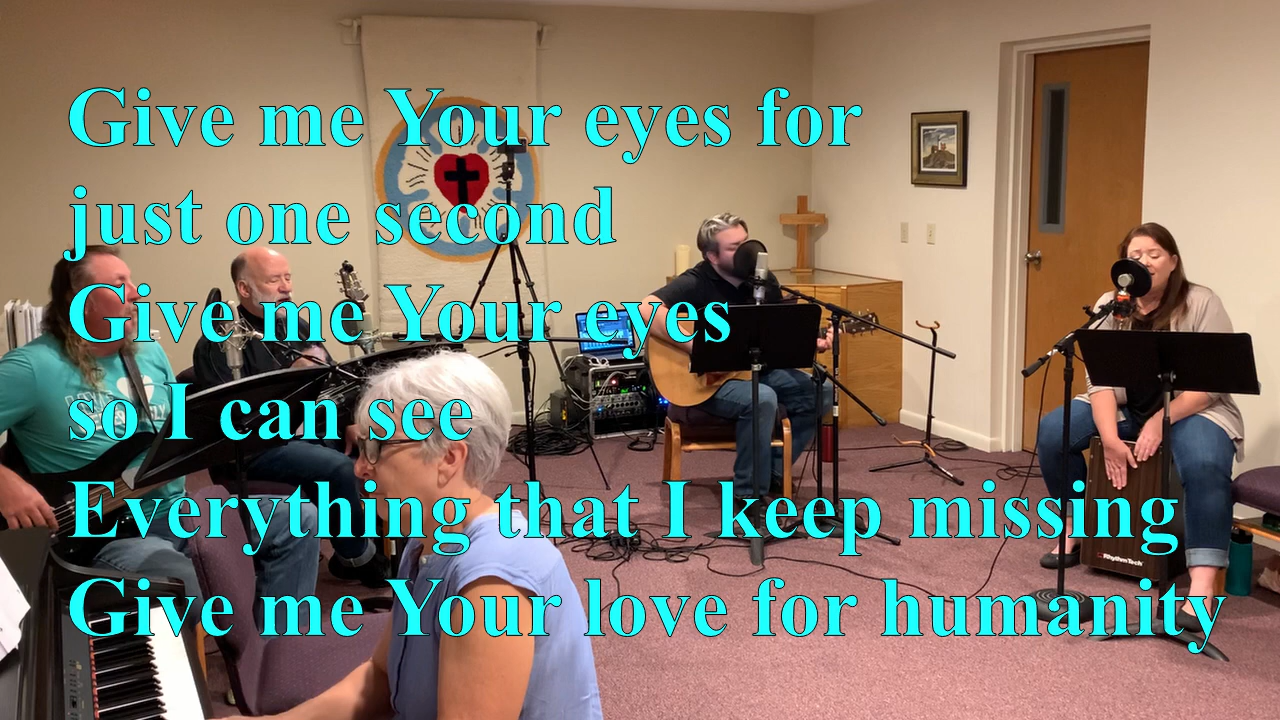 Give me Your eyes for
just one second
Give me Your eyes
so I can see
Everything that I keep missing
Give me Your love for humanity
RhythmTech